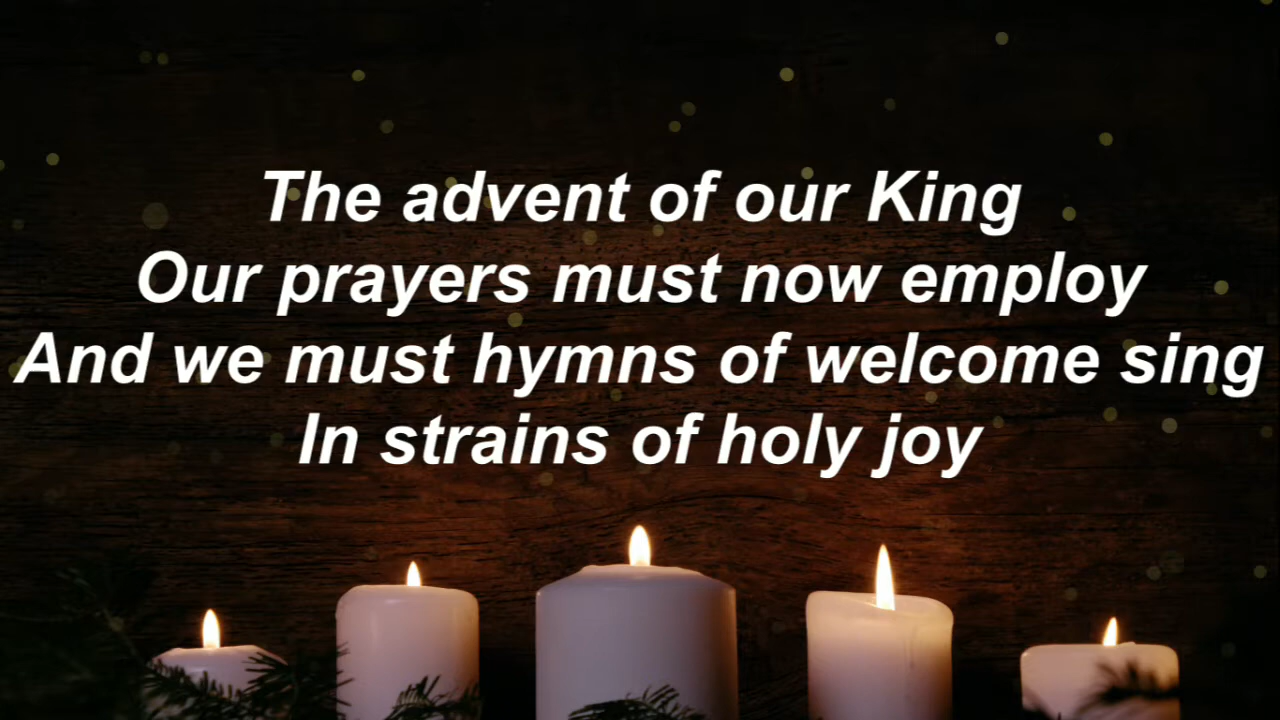 The advent of our King
Our prayers must now employ
And we must hymns of welcome sing
In strains of holy joy